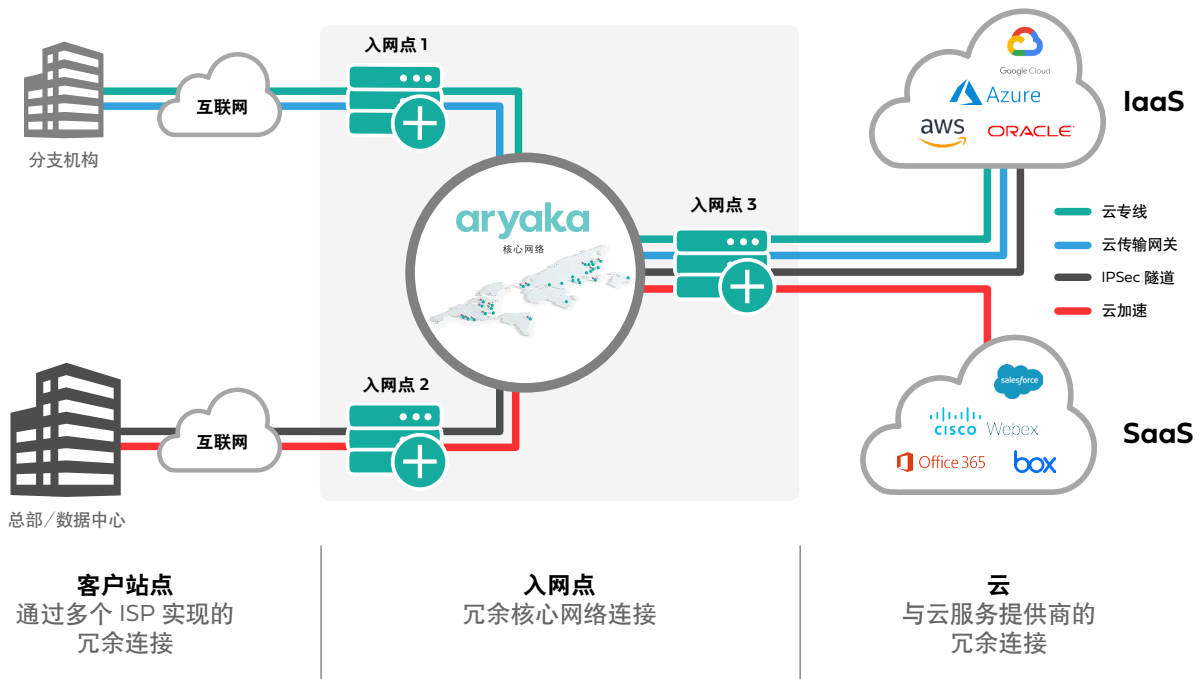 分支机构
互联网
入网点 1
aryaka
核心网络
入网点 3
Google Cloud
Azure
aws
ORACLE
IaaS
云专线
云传输网关
IPSec 隧道
云加速
总部/数据中心
互联网
入网点 2
salesforce
CISCO Webex
Office 365
box
SaaS
客户站点
通过多个 ISP 实现的
冗余连接
入网点
冗余核心网络连接
云
与云服务提供商的
冗余连接